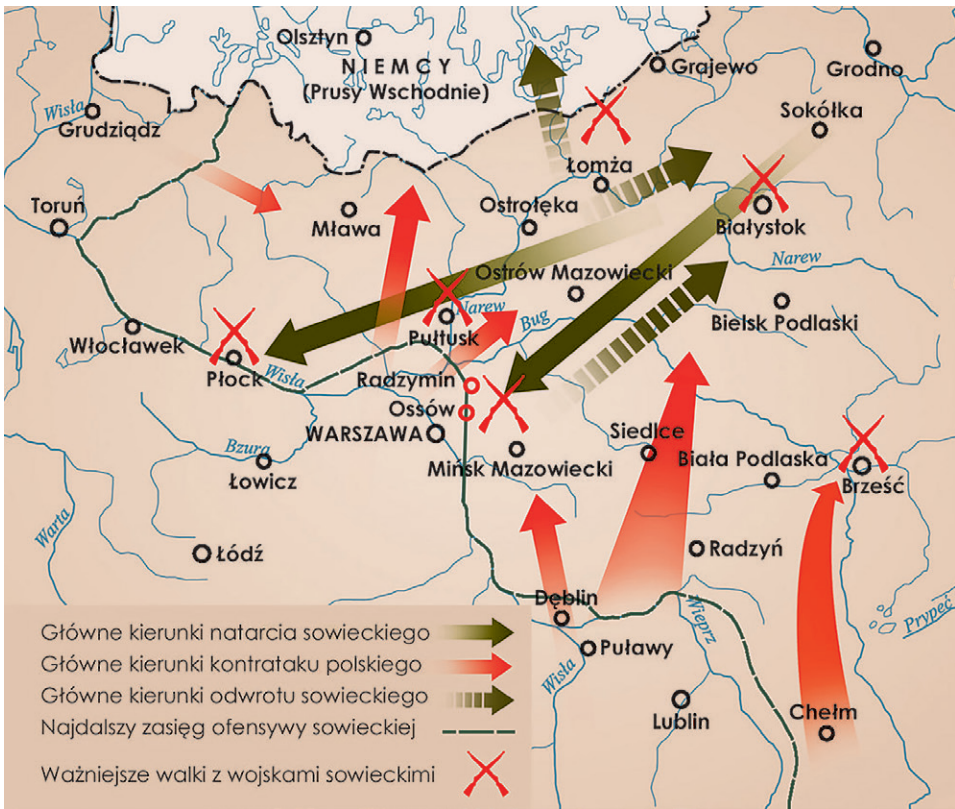 Olsztyn
NIEMCY
(Prusy Wschodnie)
Grajewo
Grodno
Wisła
Grudziądz
Sokółka
Łomża
Toruń
Mława
Ostrołęka
Białystok
Narew
Ostrów Mazowiecki
Narew
Bug
Bielsk Podlaski
Włocławek
Pułtusk
Płock
Wisła
Radzymin
Ossów
WARSZAWA
Siedlce
Bzura
Mińsk Mazowiecki
Biała Podlaska
Brześć
Łowicz
Warta
Łódź
Radzyń
Dęblin
Wieprz
Prypeć
Puławy
Wisła
Lublin
Chełm
Główne kierunki natarcia sowieckiego
Główne kierunki kontrataku polskiego
Główne kierunki odwrotu sowieckiego
Najdalszy zasięg ofensywy sowieckiej
Ważniejsze walki z wojskami sowieckimi